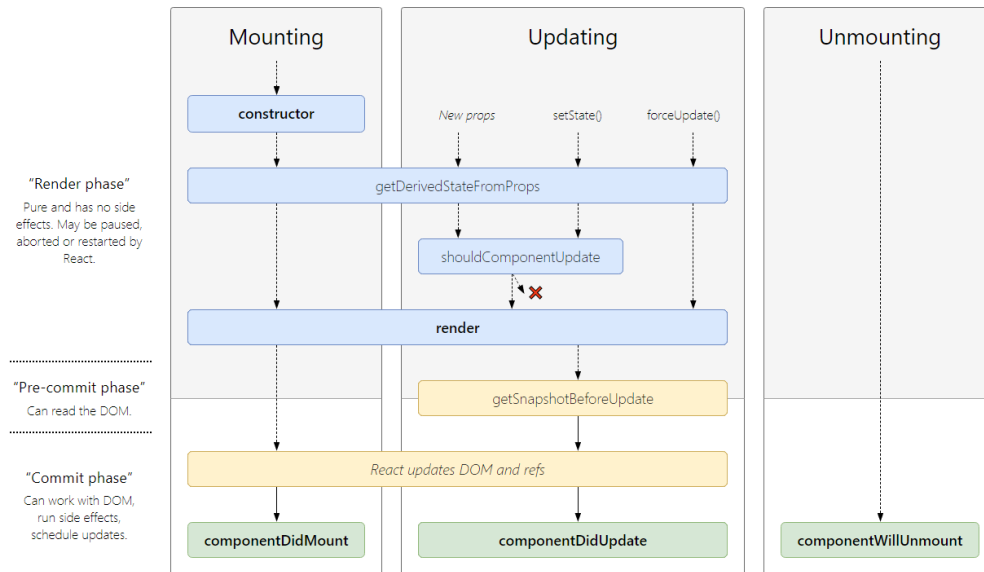 Mounting
Updating
Unmounting
constructor
New props
setState()
forceUpdate()
"Render phase"
Pure and has no side
effects. May be paused,
aborted or restarted by
React.
getDerivedStateFromProps
shouldComponentUpdate
render
"Pre-commit phase"
Can read the DOM.
getSnapshotBeforeUpdate
"Commit phase"
Can work with DOM,
run side effects,
schedule updates.
React updates DOM and refs
componentDidMount
componentDidUpdate
componentWillUnmount